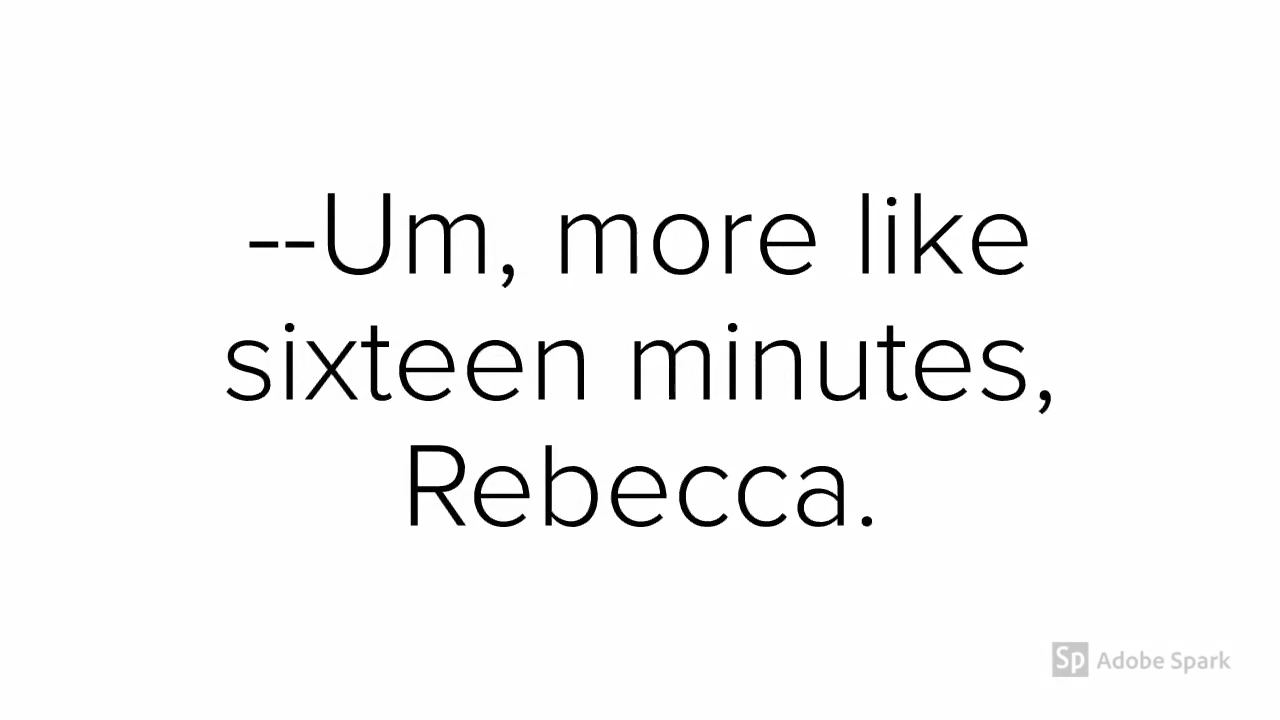 --Um, more like
sixteen minutes,
Rebecca.
Sp Adobe Spark